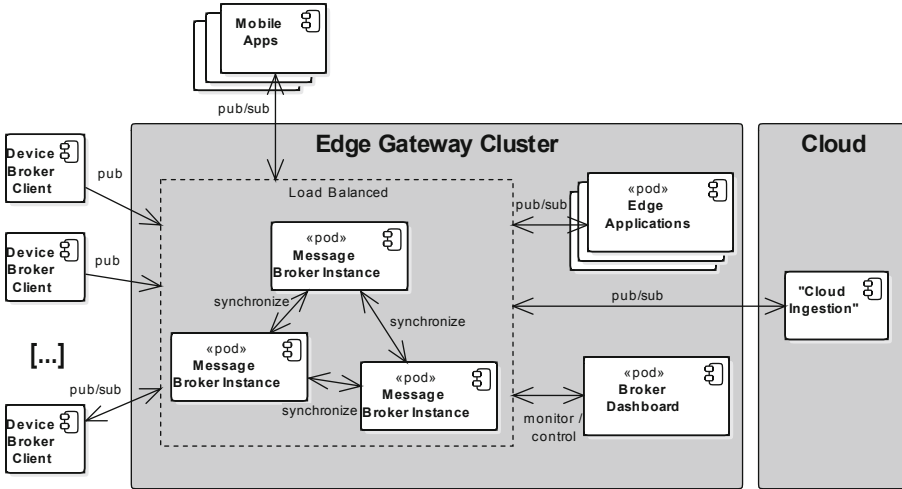 Mobile
Apps
pub/sub
Edge Gateway Cluster
Cloud
Device
Broker
Client
pub
Load Balanced
«pod»
Edge
Applications
pub/sub
«pod»
Message
Broker Instance
Device
Broker
Client
pub
synchronize
synchronize
pub/sub
"Cloud
Ingestion"
[...]
«pod»
Message
Broker Instance
synchronize
«pod»
Message
Broker Instance
«pod»
Broker
Dashboard
monitor /
control
pub/sub
Device
Broker
Client